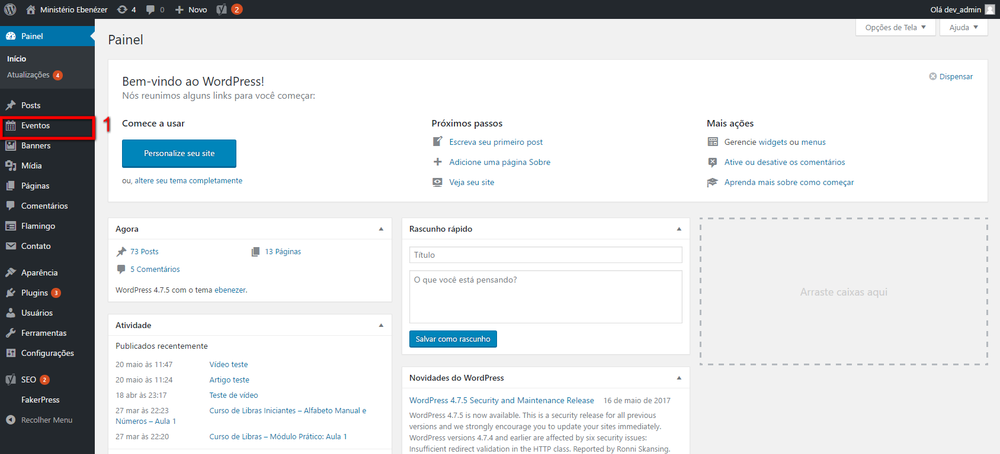 Ministério Ebenézer 4 0 Novo 2 Olá dev_admin
Opções de Tela Ajuda
Painel
Início
Atualizações 4
Posts
Eventos 1
Banners
Mídia
Páginas
Comentários
Flamingo
Contato
Aparência
Plugins 3
Usuários
Ferramentas
Configurações
SEO 2
FakerPress
Recolher Menu
Painel
Bem-vindo ao WordPress!
Dispensar
Nós reunimos alguns links para você começar:
Comece a usar
Personalize seu site
ou, altere seu tema completamente
Próximos passos
Escreva seu primeiro post
Adicione uma página Sobre
Veja seu site
Mais ações
Gerencie widgets ou menus
Ative ou desative os comentários
Aprenda mais sobre como começar
Agora
73 Posts 13 Páginas
5 Comentários
WordPress 4.7.5 com o tema ebenezer.
Atividade
Publicados recentemente
20 maio às 11:47 Vídeo teste
20 maio às 11:24 Artigo teste
18 abr às 23:17 Teste de vídeo
27 mar às 22:23 Curso de Libras Iniciantes – Alfabeto Manual e
Números – Aula 1
27 mar às 22:20 Curso de Libras – Módulo Prático: Aula 1
Rascunho rápido
Título
O que você está pensando?
Salvar como rascunho
Novidades do WordPress
WordPress 4.7.5 Security and Maintenance Release 16 de maio de 2017
WordPress 4.7.5 is now available. This is a security release for all previous
versions and we strongly encourage you to update your sites immediately.
WordPress versions 4.7.4 and earlier are affected by six security issues:
Insufficient redirect validation in the HTTP class. Reported by Ronni Skansing.
Arraste caixas aqui